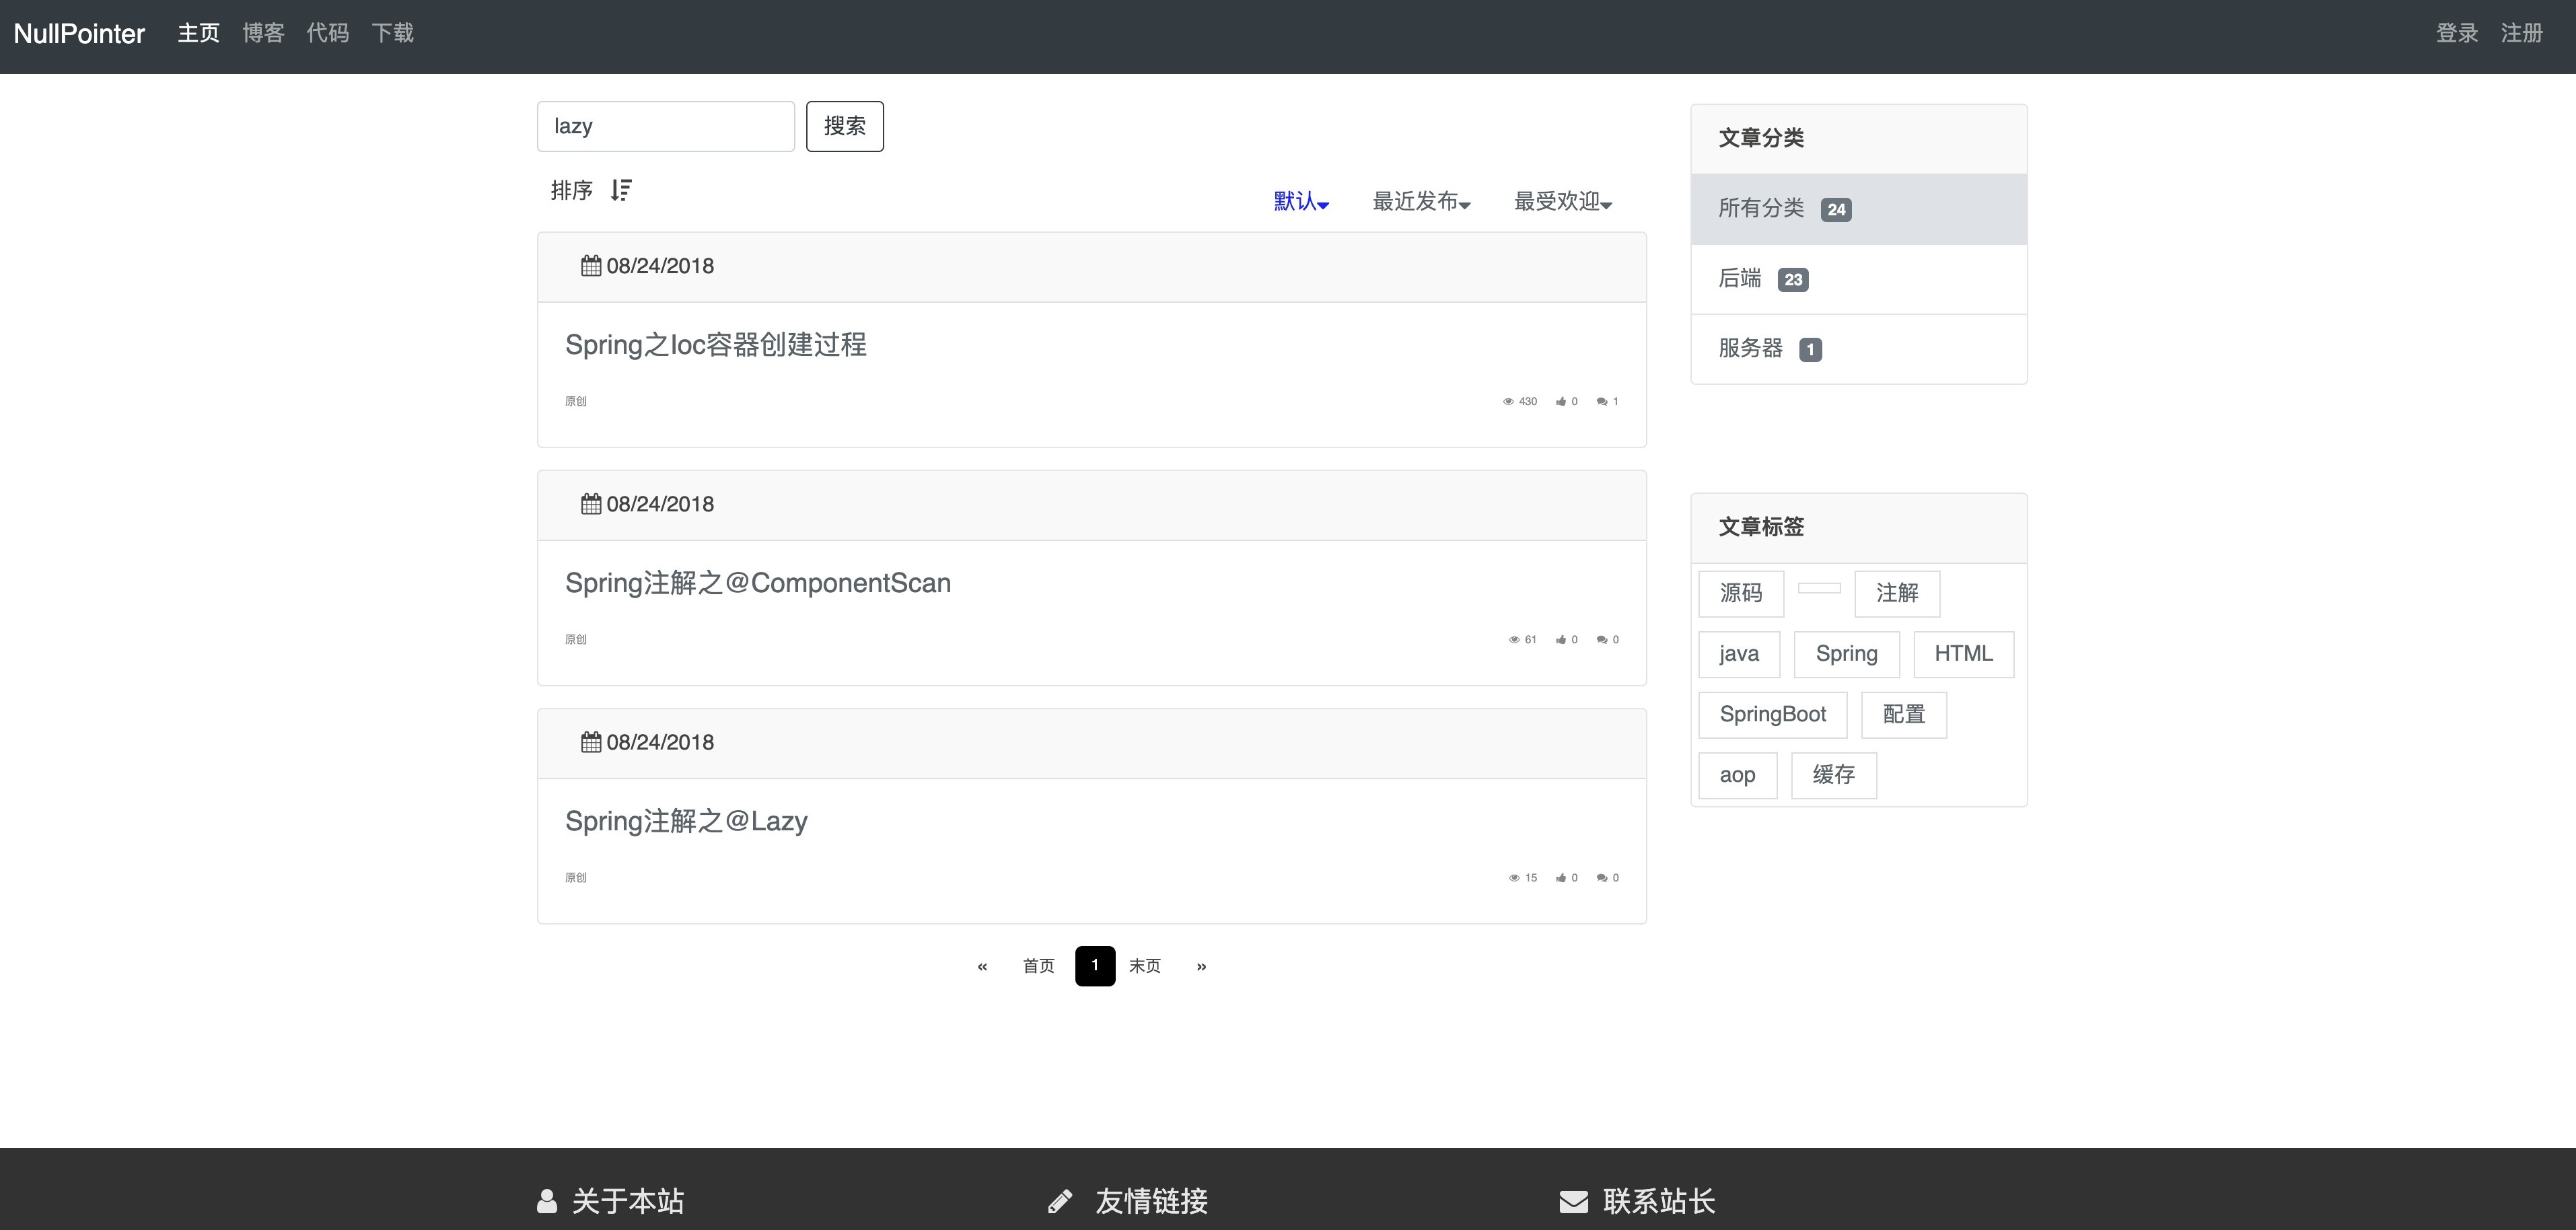 NullPointer 主页 博客 代码 下载 登录 注册
lazy 搜索
排序
默认 最近发布 最受欢迎
08/24/2018
Spring之Ioc容器创建过程
原创 430 0 1
08/24/2018
Spring注解之@ComponentScan
原创 61 0 0
08/24/2018
Spring注解之@Lazy
原创 15 0 0
« 首页 1 末页 »
文章分类
所有分类 24
后端 23
服务器 1
文章标签
源码 注解
java Spring HTML
SpringBoot 配置
aop 缓存
关于本站 友情链接 联系站长